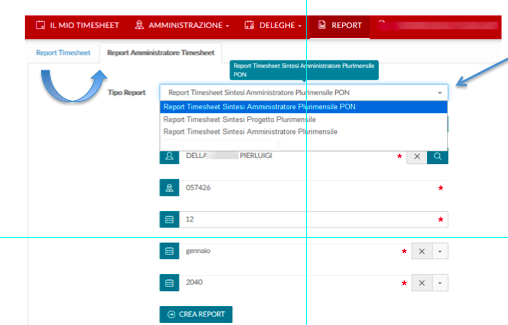 IL MIO TIMESHEET AMMINISTRAZIONE DELEGHE REPORT
Report Timesheet Report Amministratore Timesheet
Report Timesheet Sintesi Amministratore Plurimensile
PON
Tipo Report Report Timesheet Sintesi Amministratore Plurimensile PON
Report Timesheet Sintesi Amministratore Plurimensile PON
Report Timesheet Sintesi Progetto Plurimensile
Report Timesheet Sintesi Amministratore Plurimensile
DELLA PIERLUIGI *
057426 *
12 *
gennaio *
2040 *
CREA REPORT